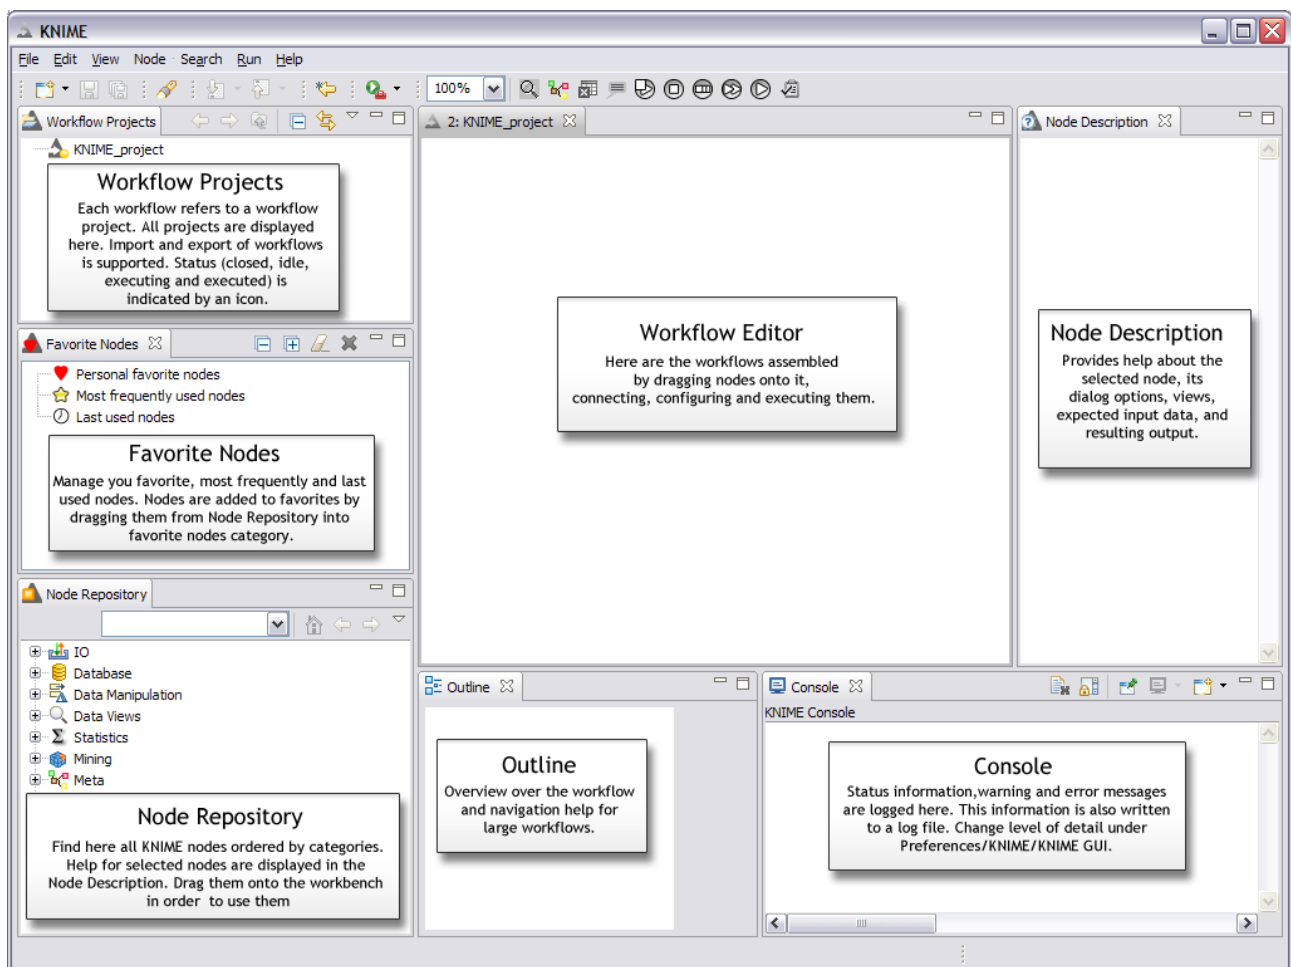 KNIME
File Edit View Node Search Run Help
100%
Workflow Projects
KNIME_project
Workflow Projects
Each workflow refers to a workflow
project. All projects are displayed
here. Import and export of workflows
is supported. Status (closed, idle,
executing and executed) is
indicated by an icon.
Favorite Nodes
Personal favorite nodes
Most frequently used nodes
Last used nodes
Favorite Nodes
Manage you favorite, most frequently and last
used nodes. Nodes are added to favorites by
dragging them from Node Repository into
favorite nodes category.
Node Repository
IO
Database
Data Manipulation
Data Views
Statistics
Mining
Meta
Node Repository
Find here all KNIME nodes ordered by categories.
Help for selected nodes are displayed in the
Node Description. Drag them onto the workbench
in order to use them
2: KNIME_project
Workflow Editor
Here are the workflows assembled
by dragging nodes onto it,
connecting, configuring and executing them.
Node Description
Node Description
Provides help about the
selected node, its
dialog options, views,
expected input data, and
resulting output.
Outline
Outline
Overview over the workflow
and navigation help for
large workflows.
Console
KNIME Console
Console
Status information,warning and error messages
are logged here. This information is also written
to a log file. Change level of detail under
Preferences/KNIME/KNIME GUI.